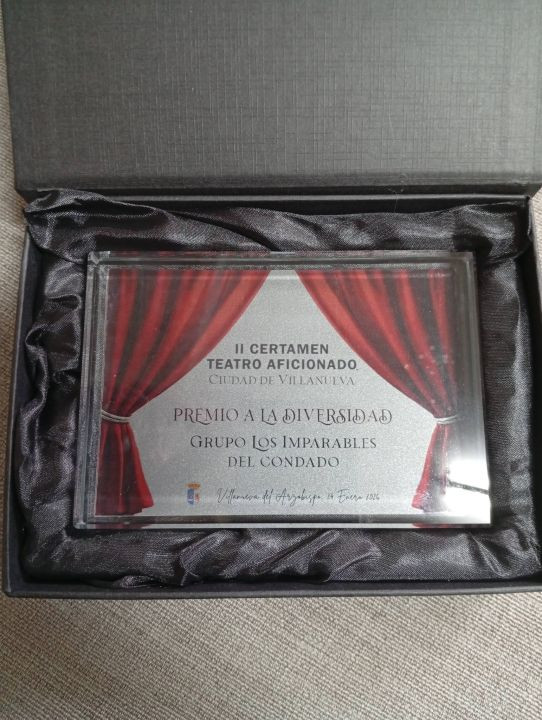 II CERTAMEN
TEATRO AFICIONADO
CIUDAD DE VILLANUEVA
PREMIO A LA DIVERSIDAD
GRUPO LOS IMPARABLES
DEL CONDADO
Villanueva del Arzobispo, 24 Enero 2026